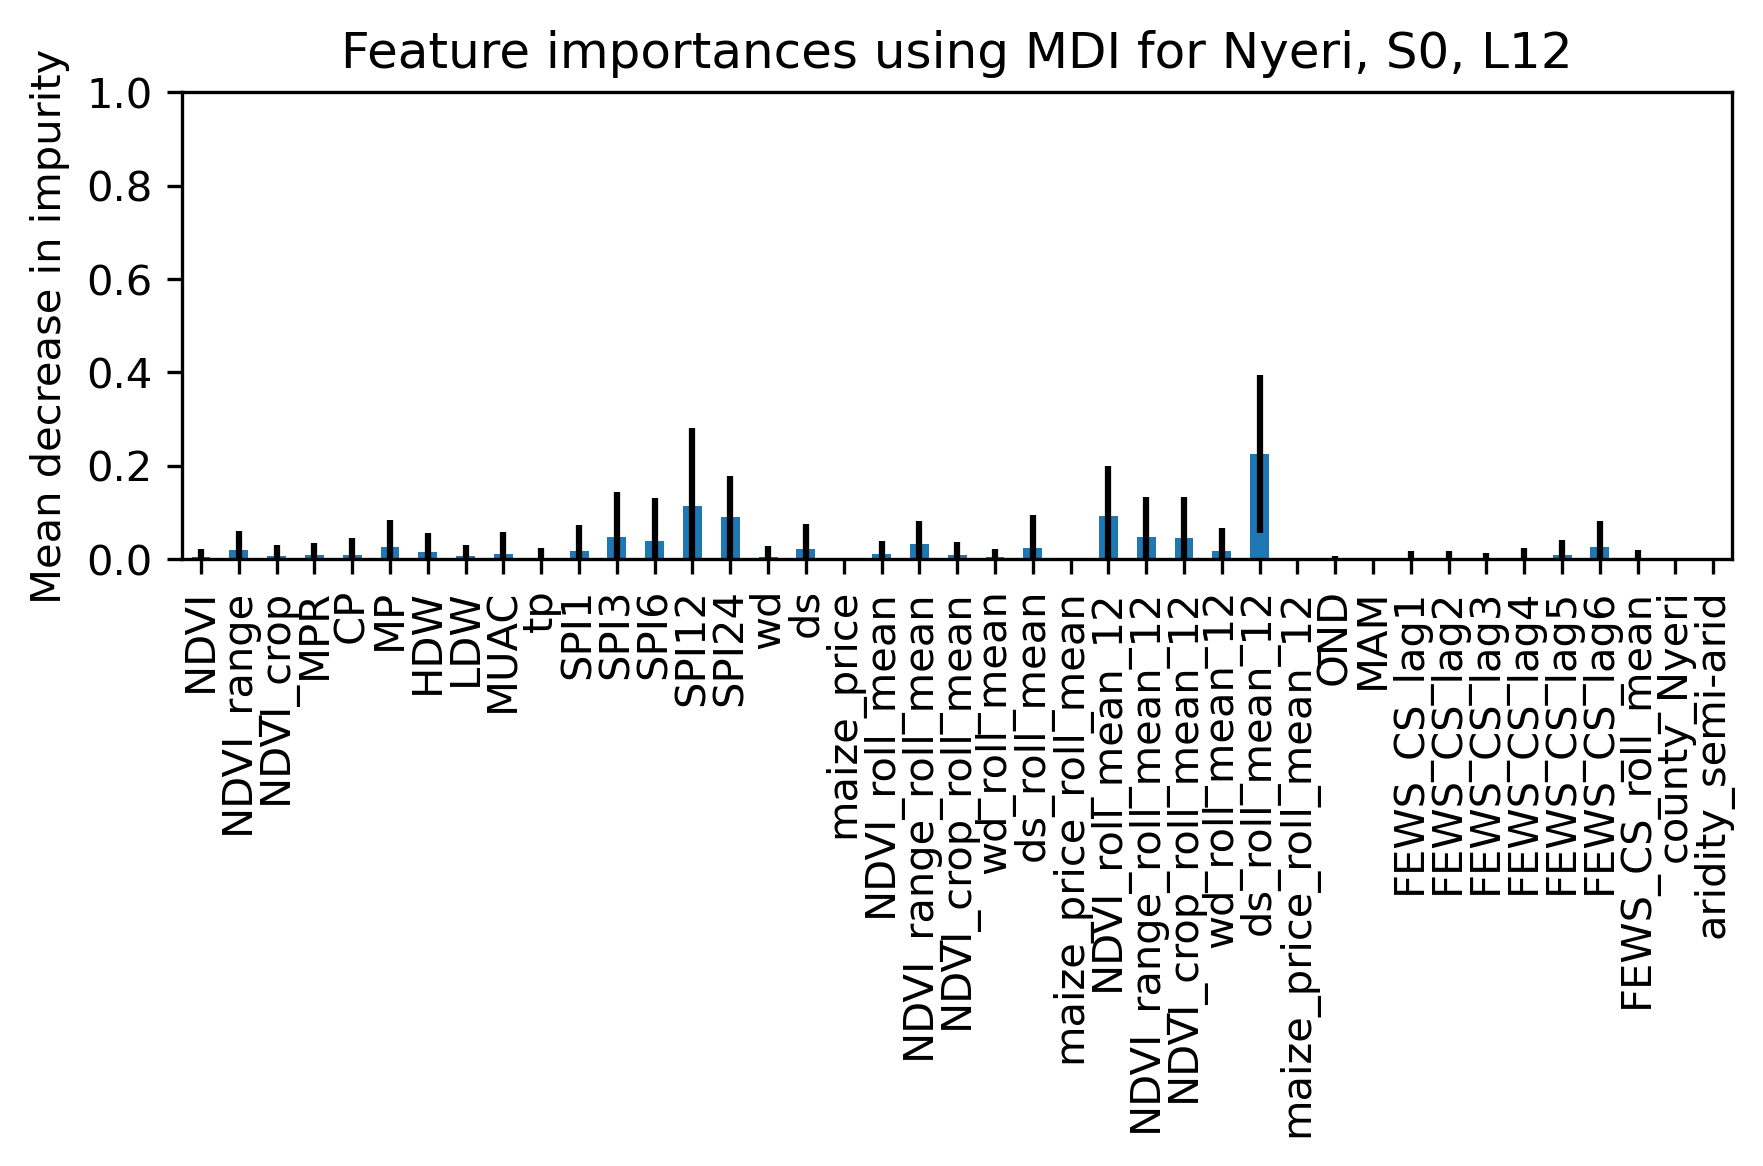 Feature importances using MDI for Nyeri, S0, L12
Mean decrease in impurity
1.0
0.8
0.6
0.4
0.2
0.0
NDVI
NDVI_range
NDVI_crop
MPR
CP
MP
HDW
LDW
MUAC
tp
SPI1
SPI3
SPI6
SPI12
SPI24
wd
ds
maize_price
NDVI_roll_mean
NDVI_range_roll_mean
NDVI_crop_roll_mean
wd_roll_mean
ds_roll_mean
maize_price_roll_mean
NDVI_roll_mean_12
NDVI_range_roll_mean_12
NDVI_crop_roll_mean_12
wd_roll_mean_12
ds_roll_mean_12
maize_price_roll_mean_12
OND
MAM
FEWS_CS_lag1
FEWS_CS_lag2
FEWS_CS_lag3
FEWS_CS_lag4
FEWS_CS_lag5
FEWS_CS_lag6
FEWS_CS_roll_mean
county_Nyeri
aridity_semi-arid